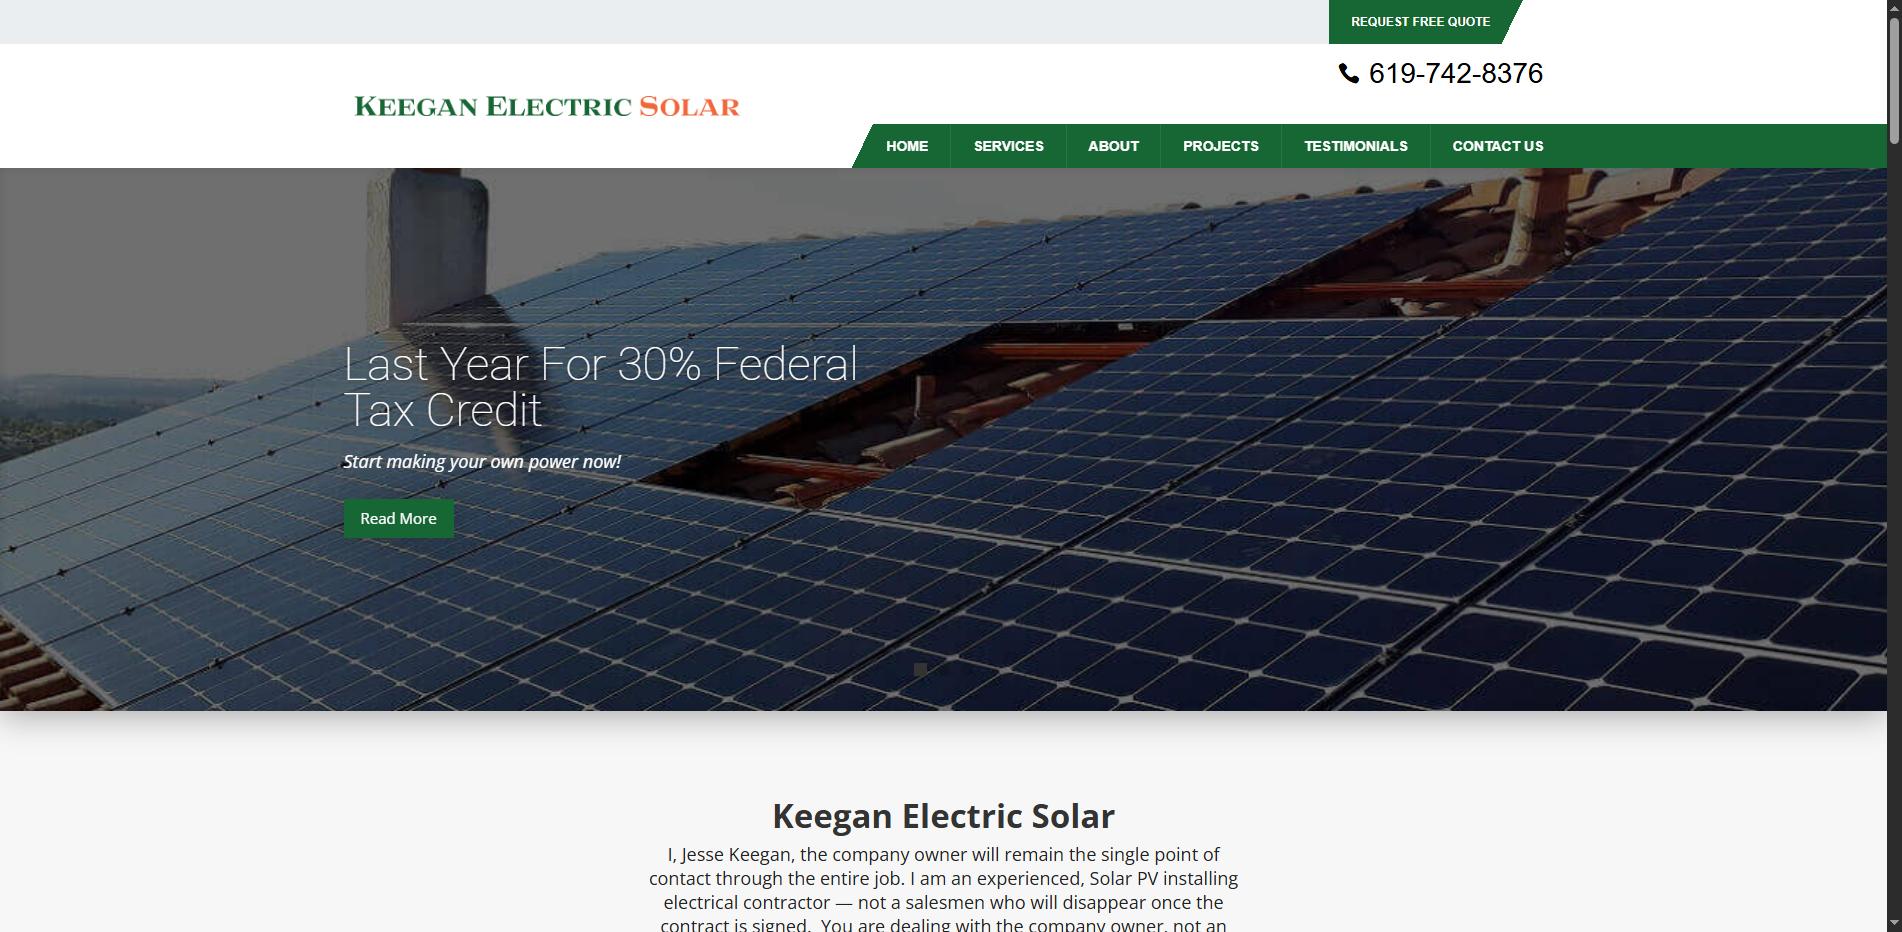 REQUEST FREE QUOTE
619-742-8376
KEEGAN ELECTRIC SOLAR
HOME SERVICES ABOUT PROJECTS TESTIMONIALS CONTACT US
Last Year For 30% Federal
Tax Credit
Start making your own power now!
Read More
Keegan Electric Solar
I, Jesse Keegan, the company owner will remain the single point of
contact through the entire job. I am an experienced, Solar PV installing
electrical contractor — not a salesmen who will disappear once the
contract is signed.  You are dealing with the company owner, not an